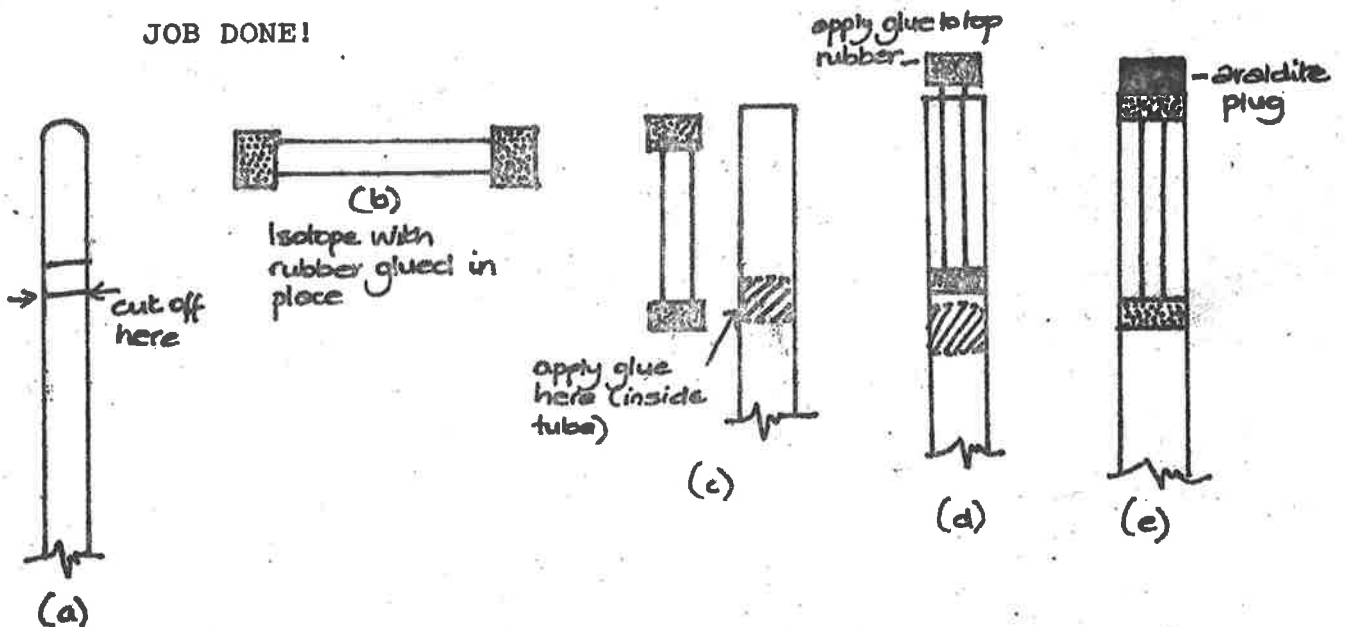 JOB DONE!
cut off
here
(a)
(b)
Isotope with
rubber glued in
place
apply glue
here (inside
tube)
(c)
apply glue to top
rubber
(d)
araldite
plug
(e)